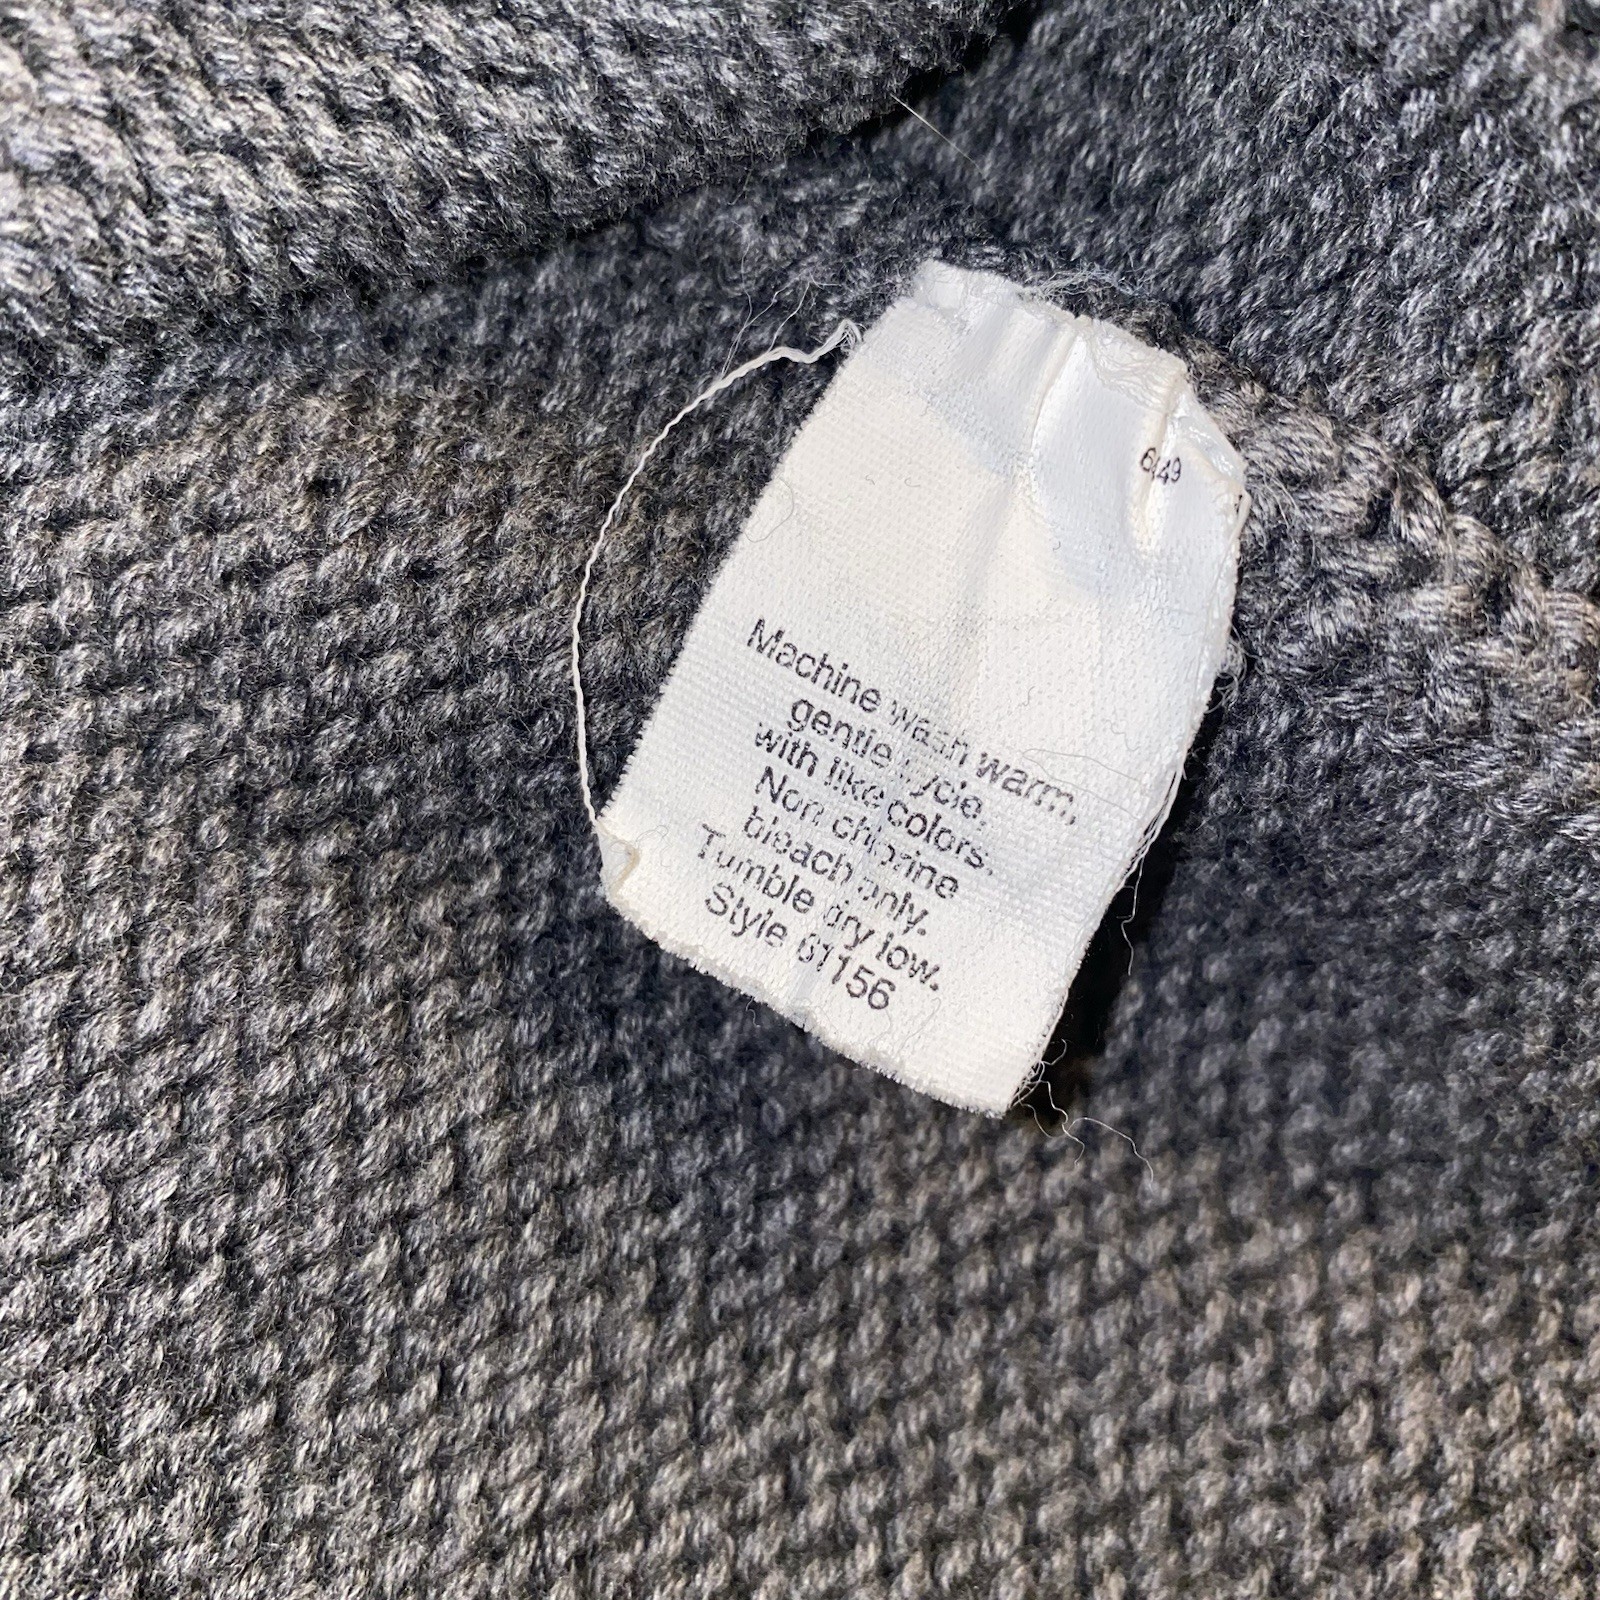 Machine wash warm,
gentle cycle,
with like colors.
Non chlorine
bleach only.
Tumble dry low.
Style 61156